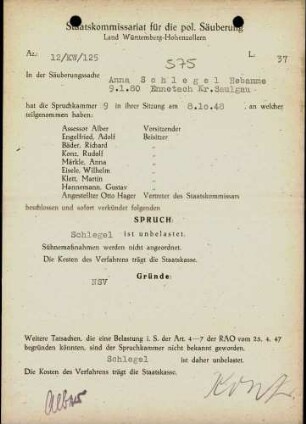 Staatskommissariat für die pol. Säuberung
Land Württemberg-Hohenzollern
Az: 12/KW/125
L. 37
S75
In der Säuberungssache Anna Schlegel Hebamme
9.1.80 Ennetach Kr.Saulgau
hat die Spruchkammer 9 in ihrer Sitzung am 8.10.48, an welcher
teilgenommen haben:
Assessor Alber Vorsitzender
Engelfried, Adolf Beisitzer
Bäder, Richard
Konz, Rudolf
Märkle, Anna
Eisele, Wilhelm
Klett, Martin
Hannemann, Gustav
Angestellter Otto Hager Vertreter des Staatskommissars
beschlossen und sofort verkündet folgenden
SPRUCH:
Schlegel ist unbelastet.
Sühnemaßnahmen werden nicht angeordnet.
Die Kosten des Verfahrens trägt die Staatskasse.
Gründe:
NSV
Weitere Tatsachen, die eine Belastung i. S. der Art. 4-7 der RAO vom 25. 4. 47
begründen könnten, sind der Spruchkammer nicht bekannt geworden.
Schlegel ist daher unbelastet.
Die Kosten des Verfahrens trägt die Staatskasse.
Alber
Konz